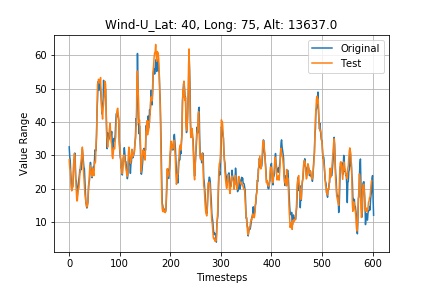 Wind-U_Lat: 40, Long: 75, Alt: 13637.0
Original
Test
Value Range
60
50
40
30
20
10
0 100 200 300 400 500 600
Timesteps